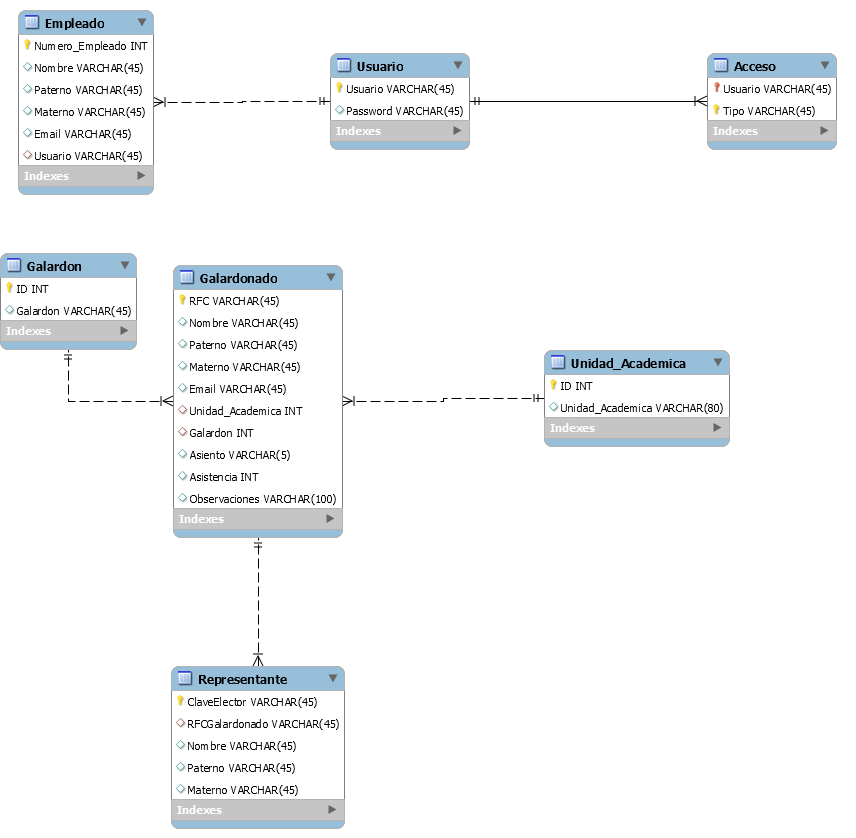 Empleado
Numero_Empleado INT
Nombre VARCHAR(45)
Paterno VARCHAR(45)
Materno VARCHAR(45)
Email VARCHAR(45)
Usuario VARCHAR(45)
Indexes
Usuario
Usuario VARCHAR(45)
Password VARCHAR(45)
Indexes
Acceso
Usuario VARCHAR(45)
Tipo VARCHAR(45)
Indexes
Galardon
ID INT
Galardon VARCHAR(45)
Indexes
Galardonado
RFC VARCHAR(45)
Nombre VARCHAR(45)
Paterno VARCHAR(45)
Materno VARCHAR(45)
Email VARCHAR(45)
Unidad_Academica INT
Galardon INT
Asiento VARCHAR(5)
Asistencia INT
Observaciones VARCHAR(100)
Indexes
Unidad_Academica
ID INT
Unidad_Academica VARCHAR(80)
Indexes
Representante
ClaveElector VARCHAR(45)
RFCGalardonado VARCHAR(45)
Nombre VARCHAR(45)
Paterno VARCHAR(45)
Materno VARCHAR(45)
Indexes